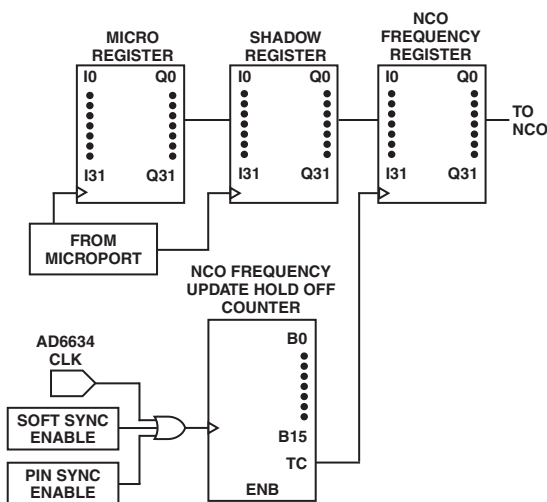 MICRO
REGISTER
SHADOW
REGISTER
NCO
FREQUENCY
REGISTER
I0 Q0
I31 Q31
I0 Q0
I31 Q31
I0 Q0
I31 Q31
TO
NCO
FROM
MICROPORT
NCO FREQUENCY
UPDATE HOLD OFF
COUNTER
B0
B15
TC
ENB
AD6634
CLK
SOFT SYNC
ENABLE
PIN SYNC
ENABLE